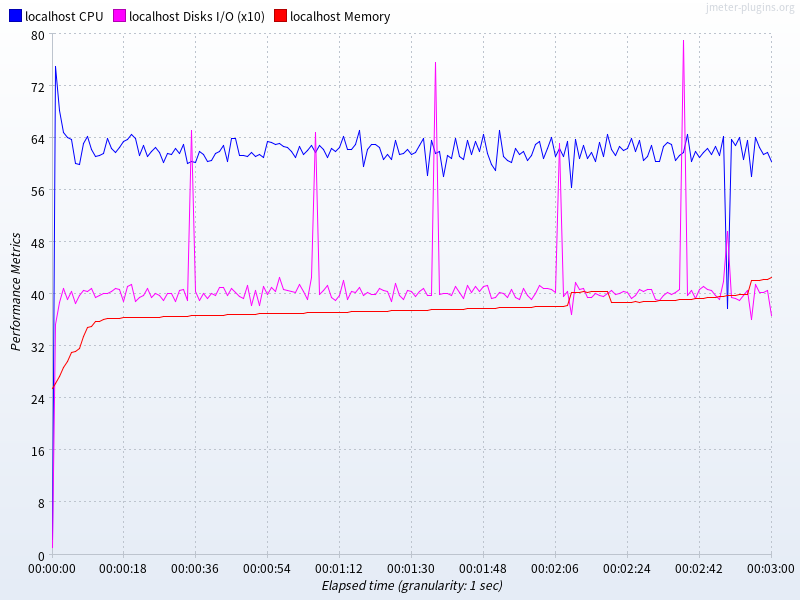 jmeter-plugins.org
localhost CPU localhost Disks I/O (x10) localhost Memory
80
72
64
56
48
40
32
24
16
8
0
Performance Metrics
00:00:00 00:00:18 00:00:36 00:00:54 00:01:12 00:01:30 00:01:48 00:02:06 00:02:24 00:02:42 00:03:00
Elapsed time (granularity: 1 sec)